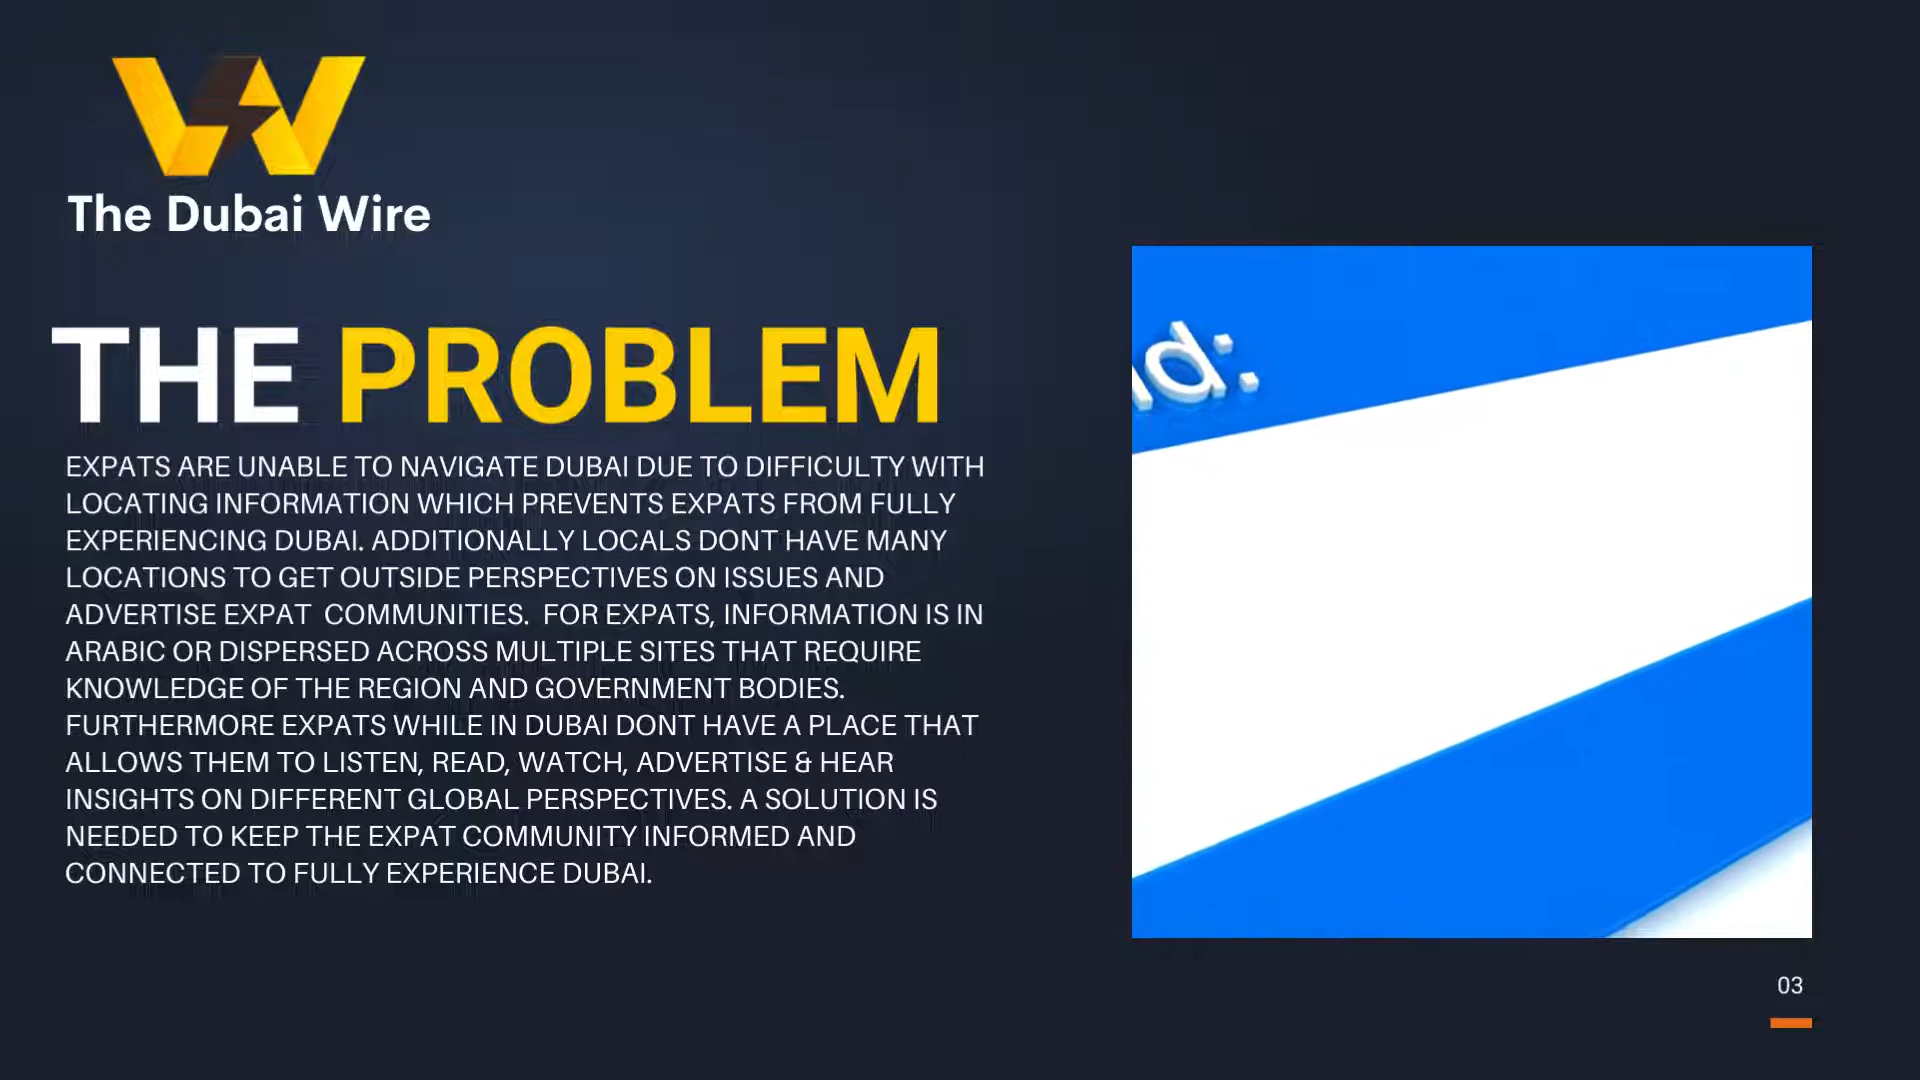 The Dubai Wire
THE PROBLEM
EXPATS ARE UNABLE TO NAVIGATE DUBAI DUE TO DIFFICULTY WITH
LOCATING INFORMATION WHICH PREVENTS EXPATS FROM FULLY
EXPERIENCING DUBAI. ADDITIONALLY LOCALS DONT HAVE MANY
LOCATIONS TO GET OUTSIDE PERSPECTIVES ON ISSUES AND
ADVERTISE EXPAT  COMMUNITIES.  FOR EXPATS, INFORMATION IS IN
ARABIC OR DISPERSED ACROSS MULTIPLE SITES THAT REQUIRE
KNOWLEDGE OF THE REGION AND GOVERNMENT BODIES.
FURTHERMORE EXPATS WHILE IN DUBAI DONT HAVE A PLACE THAT
ALLOWS THEM TO LISTEN, READ, WATCH, ADVERTISE & HEAR
INSIGHTS ON DIFFERENT GLOBAL PERSPECTIVES. A SOLUTION IS
NEEDED TO KEEP THE EXPAT COMMUNITY INFORMED AND
CONNECTED TO FULLY EXPERIENCE DUBAI.
d:
03